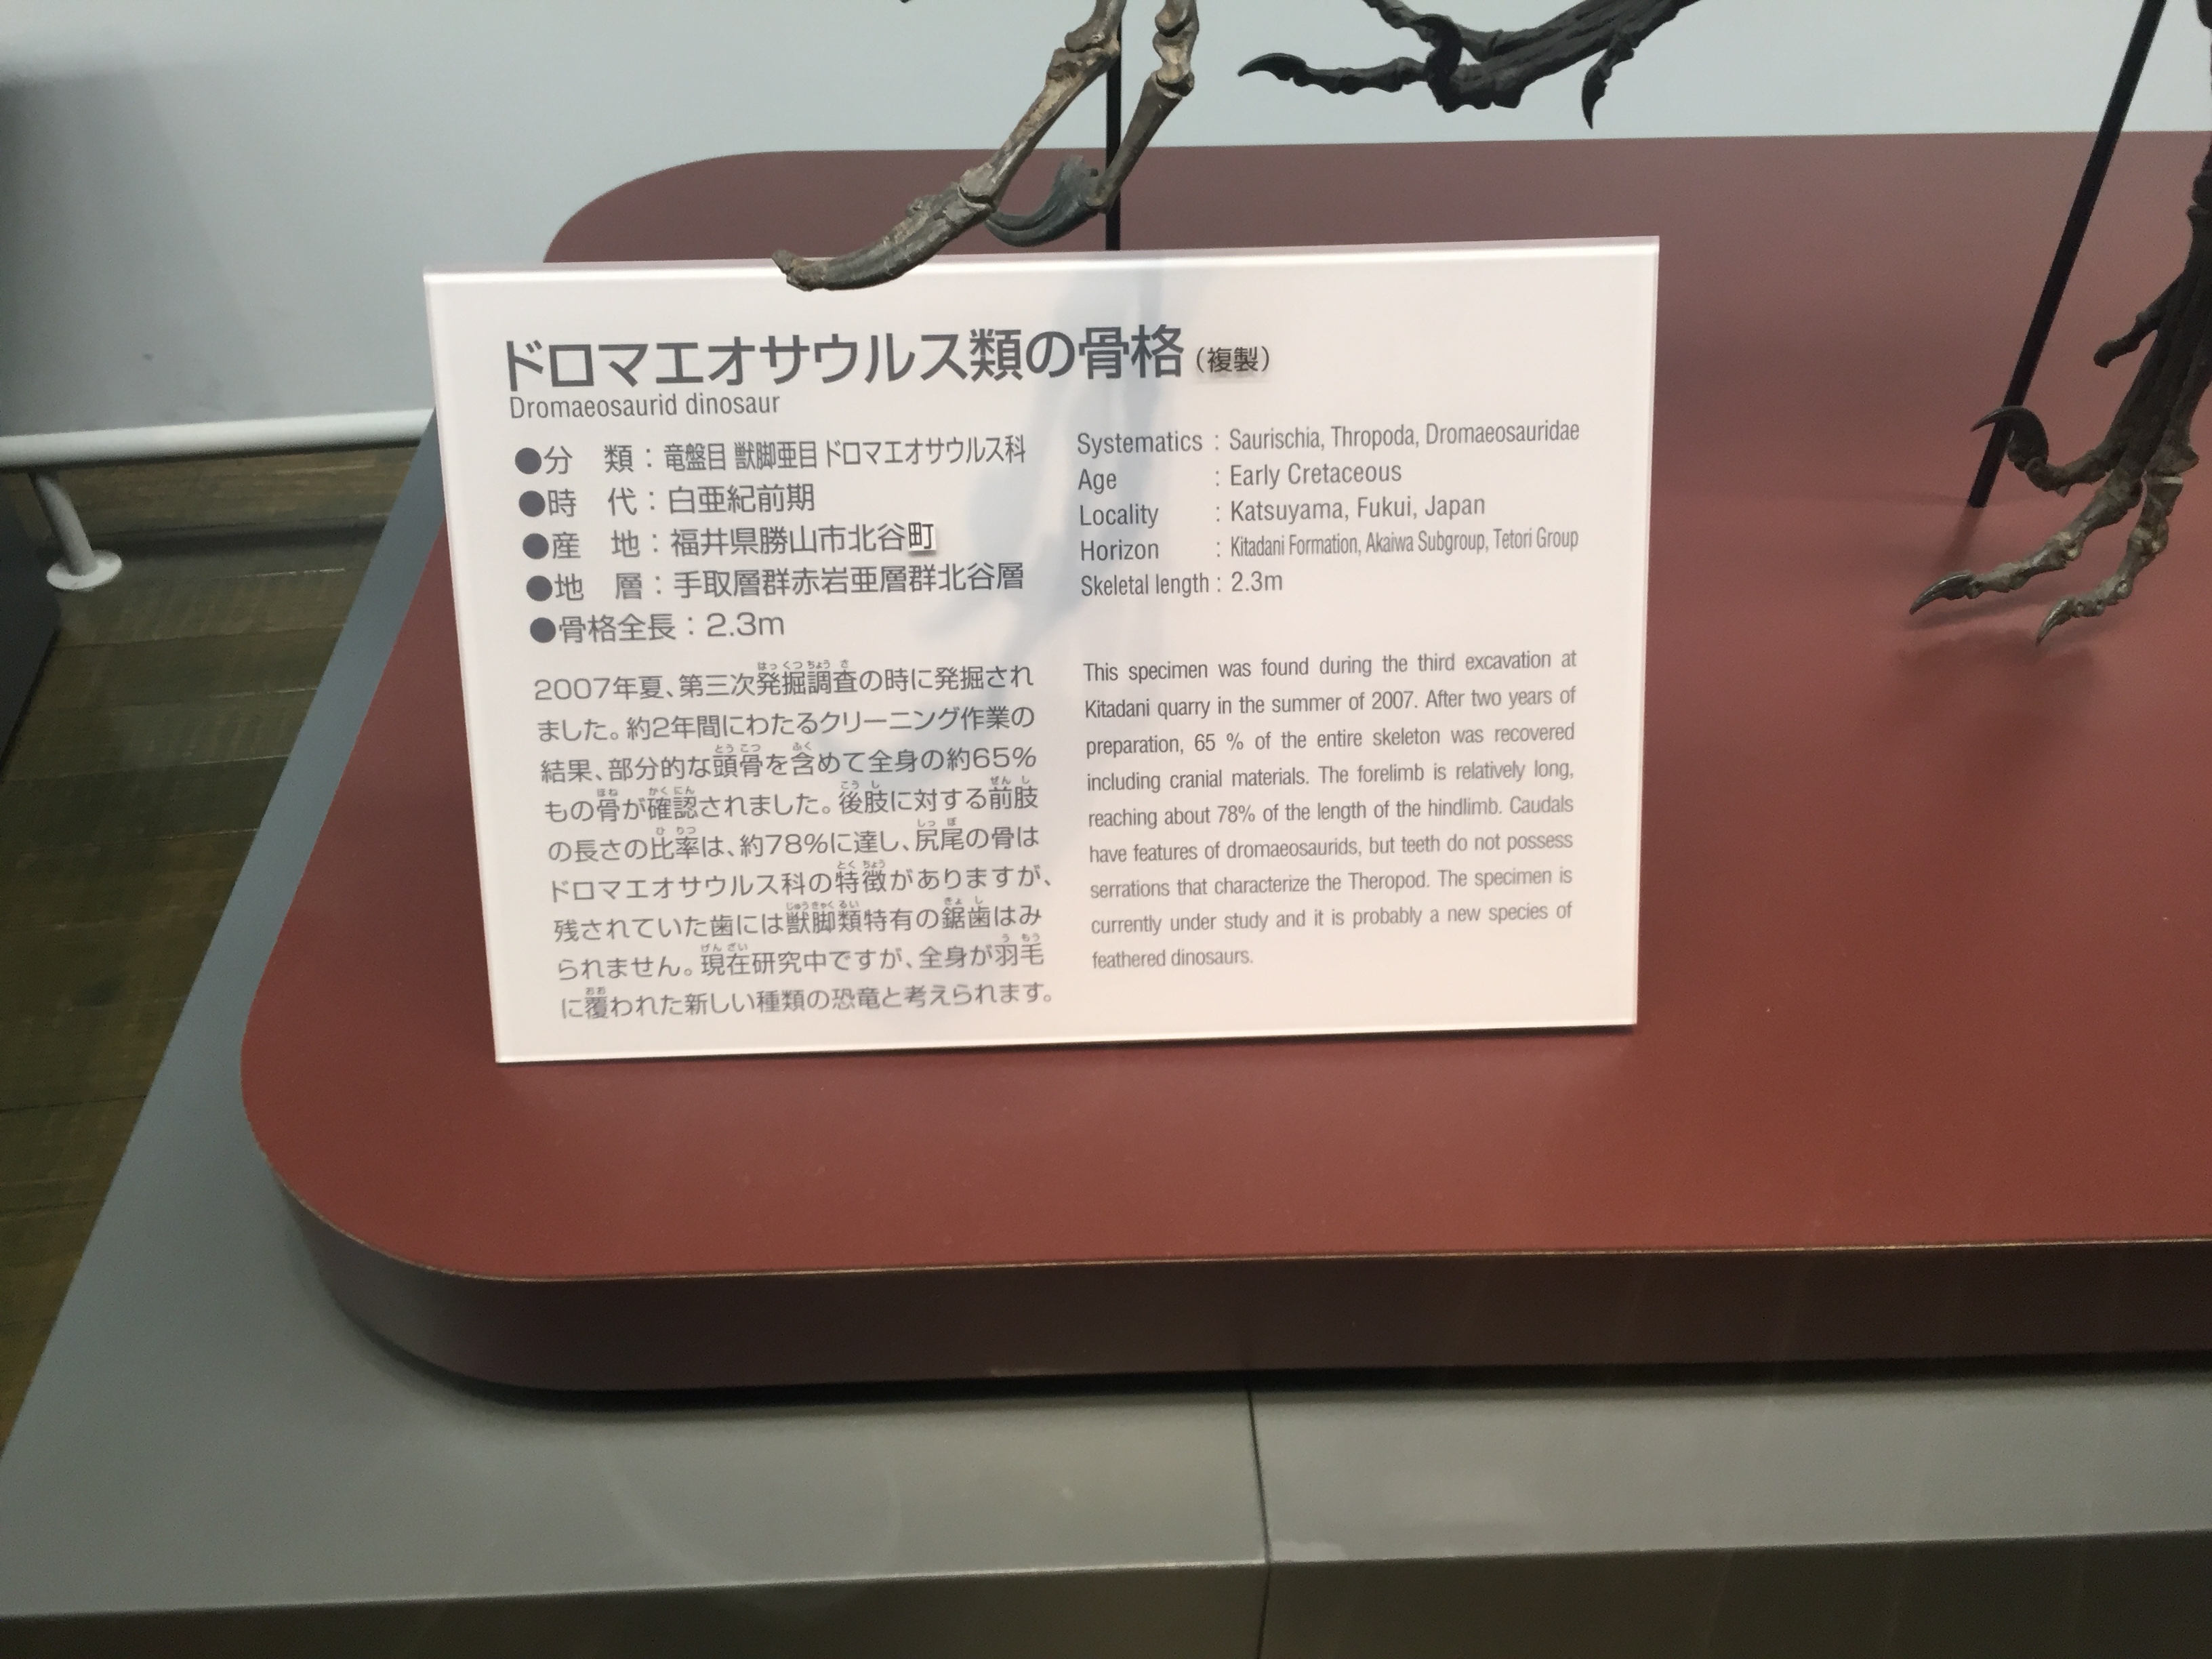 ドロマエオサウルス類の骨格(複製)
Dromaeosaurid dinosaur
●分　類：竜盤目 獣脚亜目 ドロマエオサウルス科
●時　代：白亜紀前期
●産　地：福井県勝山市北谷町
●地　層：手取層群赤岩亜層群北谷層
●骨格全長：2.3m
2007年夏、第三次発掘調査の時に発掘され
ました。約2年間にわたるクリーニング作業の
結果、部分的な頭骨を含めて全身の約65%
もの骨が確認されました。後肢に対する前肢
の長さの比率は、約78%に達し、尻尾の骨は
ドロマエオサウルス科の特徴がありますが、
残されていた歯には獣脚類特有の鋸歯はみ
られません。現在研究中ですが、全身が羽毛
に覆われた新しい種類の恐竜と考えられます。
Systematics : Saurischia, Thropoda, Dromaeosauridae
Age : Early Cretaceous
Locality : Katsuyama, Fukui, Japan
Horizon : Kitadani Formation, Akaiwa Subgroup, Tetori Group
Skeletal length : 2.3m
This specimen was found during the third excavation at
Kitadani quarry in the summer of 2007. After two years of
preparation, 65 % of the entire skeleton was recovered
including cranial materials. The forelimb is relatively long,
reaching about 78% of the length of the hindlimb. Caudals
have features of dromaeosaurids, but teeth do not possess
serrations that characterize the Theropod. The specimen is
currently under study and it is probably a new species of
feathered dinosaurs.